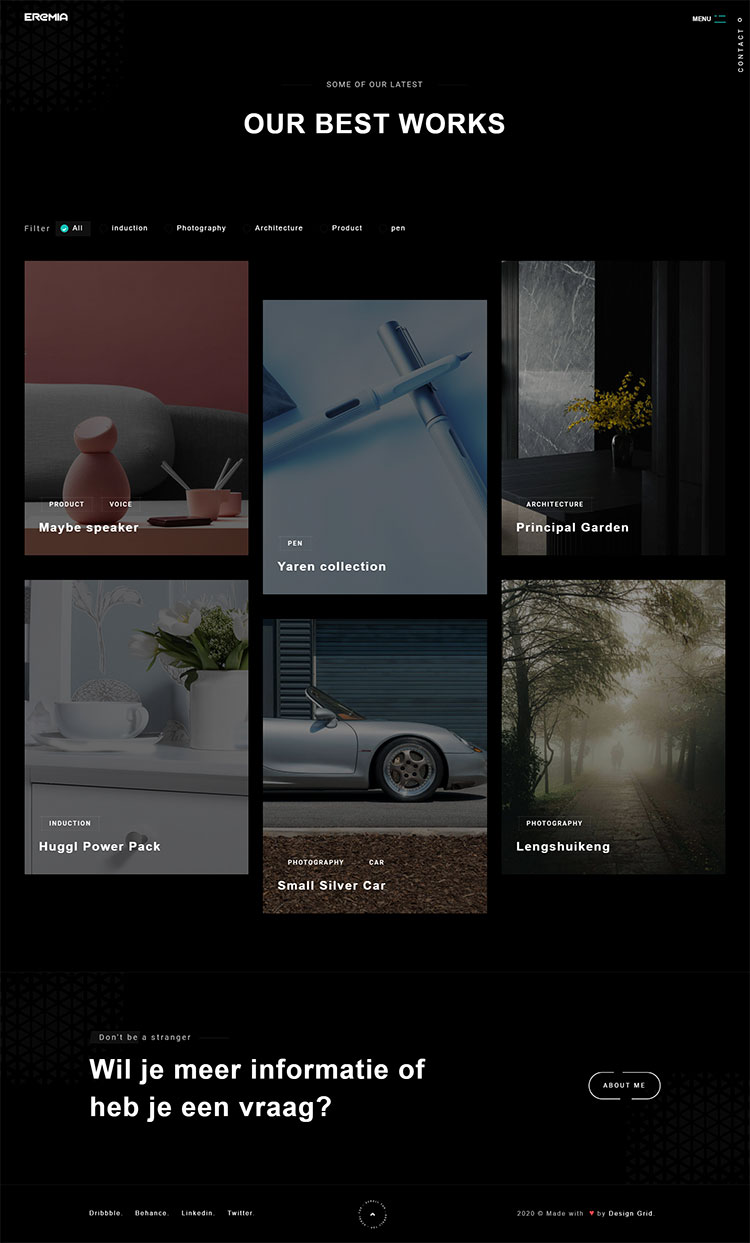 EREMIA
MENU
CONTACT
SOME OF OUR LATEST
OUR BEST WORKS
Filter All induction Photography Architecture Product pen
PRODUCT VOICE
Maybe speaker
PEN
Yaren collection
ARCHITECTURE
Principal Garden
INDUCTION
Huggl Power Pack
PHOTOGRAPHY CAR
Small Silver Car
PHOTOGRAPHY
Lengshuikeng
Don't be a stranger
Wil je meer informatie of
heb je een vraag?
ABOUT ME
Dribbble. Behance. Linkedin. Twitter.
2020 © Made with ♥ by Design Grid.